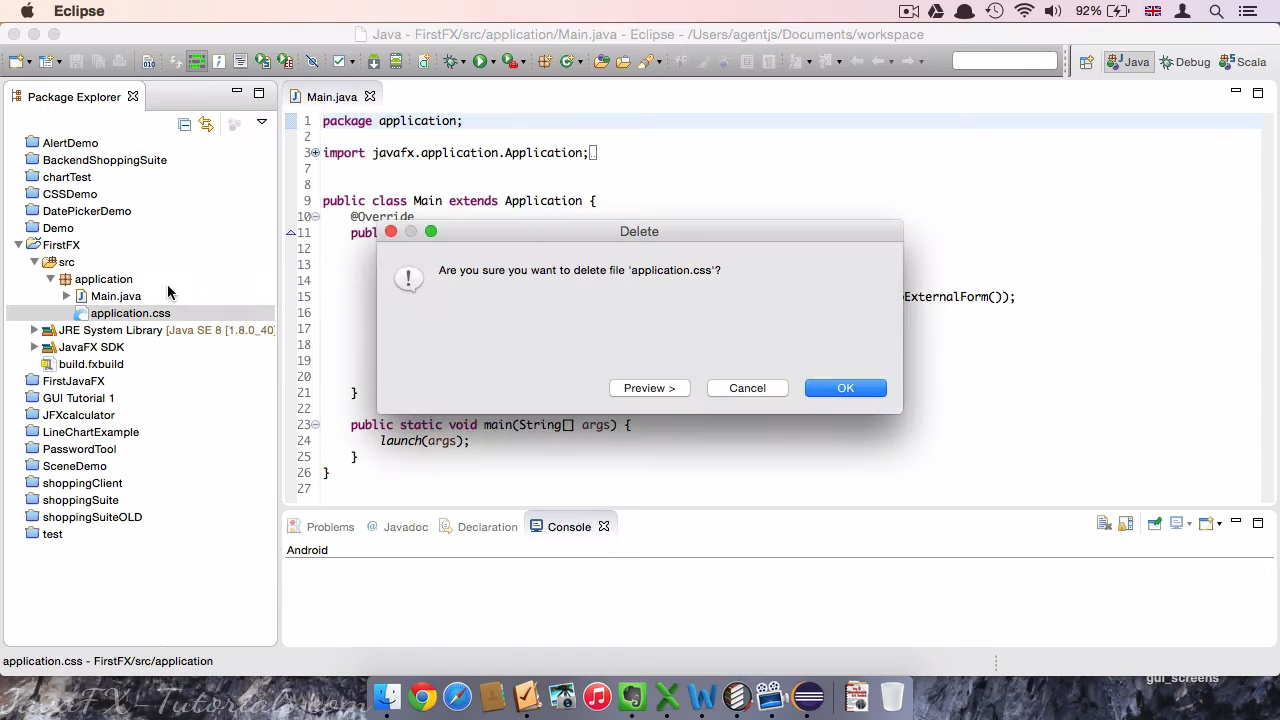 Eclipse
92%
Java - FirstFX/src/application/Main.java - Eclipse - /Users/agentjs/Documents/workspace
Java
Debug
Scala
Package Explorer
Main.java
AlertDemo
BackendShoppingSuite
chartTest
CSSDemo
DatePickerDemo
Demo
FirstFX
src
application
Main.java
application.css
JRE System Library [Java SE 8 [1.8.0_40]
JavaFX SDK
build.fxbuild
FirstJavaFX
GUI Tutorial 1
JFXcalculator
LineChartExample
PasswordTool
SceneDemo
shoppingClient
shoppingSuite
shoppingSuiteOLD
test
1 package application;
2
3 import javafx.application.Application;
7
8
9 public class Main extends Application {
10 @Override
11 publ
12
13
14
15 eExternalForm());
16
17
18
19
20
21 }
22
23 public static void main(String[] args) {
24 launch(args);
25 }
26 }
27
Delete
Are you sure you want to delete file 'application.css'?
Preview >
Cancel
OK
Problems
Javadoc
Declaration
Console
Android
application.css - FirstFX/src/application
gui_screens
JavaFX-Tutorials.com